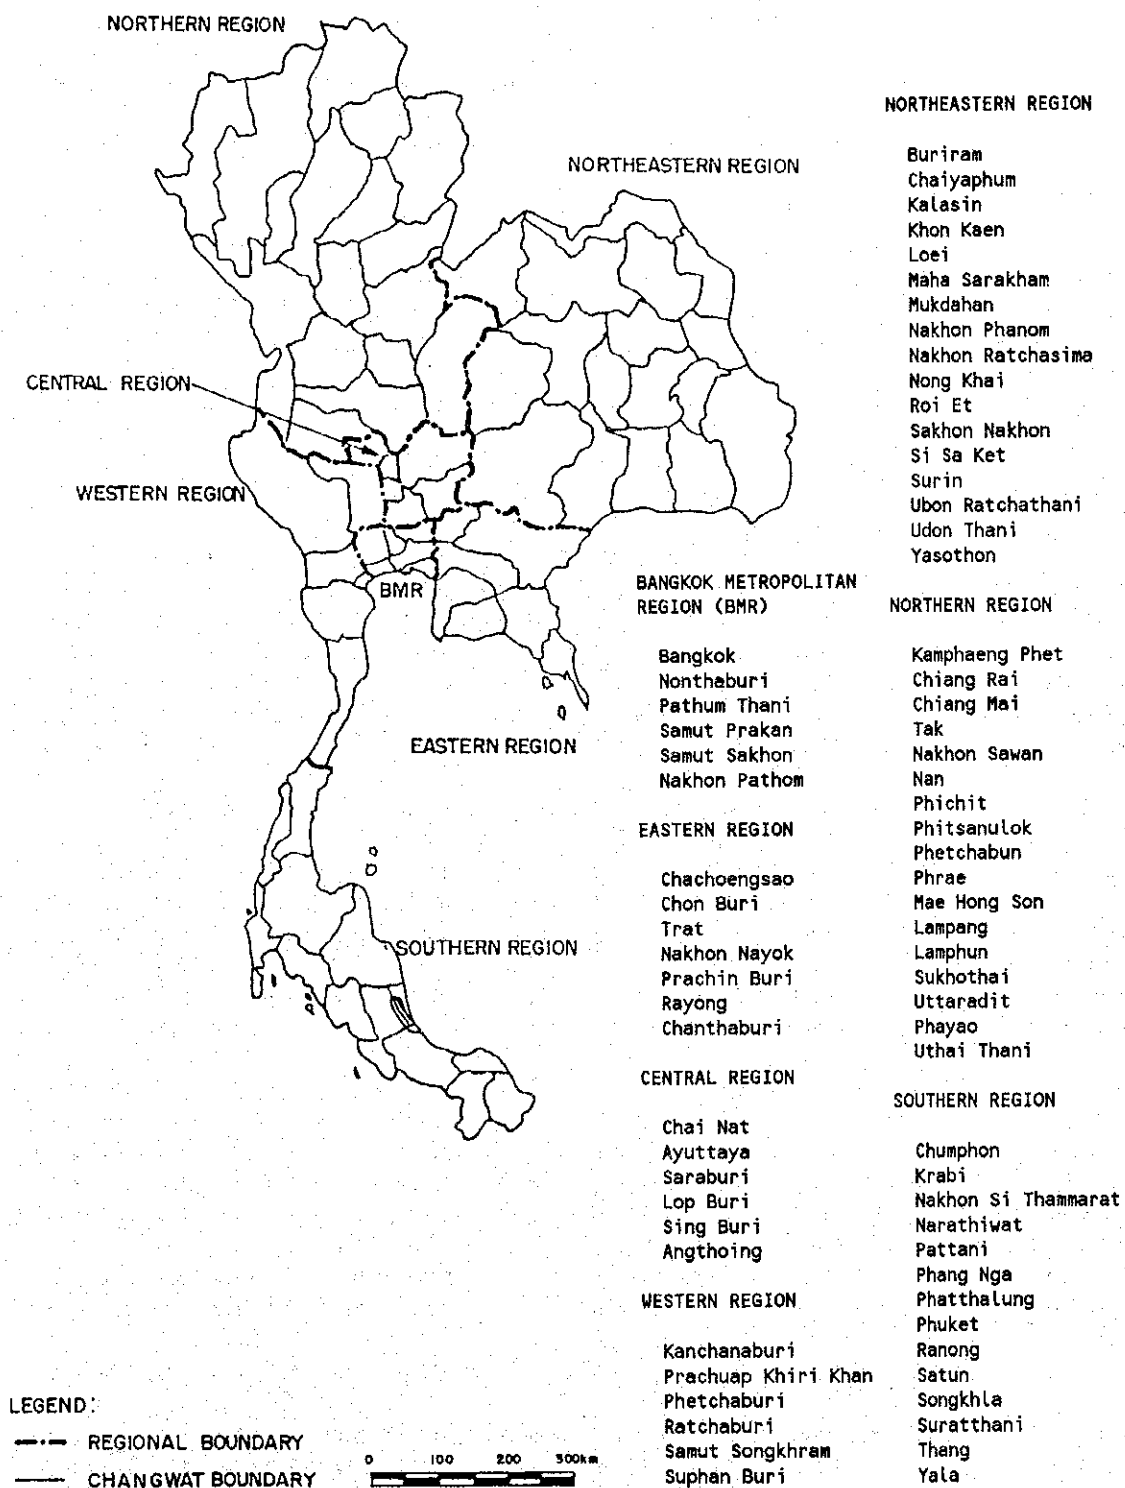 NORTHERN REGION
NORTHEASTERN REGION
CENTRAL REGION
WESTERN REGION
BMR
EASTERN REGION
SOUTHERN REGION
LEGEND:
REGIONAL BOUNDARY
CHANGWAT BOUNDARY
0 100 200 300km
BANGKOK METROPOLITAN
REGION (BMR)
Bangkok
Nonthaburi
Pathum Thani
Samut Prakan
Samut Sakhon
Nakhon Pathom
EASTERN REGION
Chachoengsao
Chon Buri
Trat
Nakhon Nayok
Prachin Buri
Rayong
Chanthaburi
CENTRAL REGION
Chai Nat
Ayuttaya
Saraburi
Lop Buri
Sing Buri
Angthoing
WESTERN REGION
Kanchanaburi
Prachuap Khiri Khan
Phetchaburi
Ratchaburi
Samut Songkhram
Suphan Buri
NORTHEASTERN REGION
Buriram
Chaiyaphum
Kalasin
Khon Kaen
Loei
Maha Sarakham
Mukdahan
Nakhon Phanom
Nakhon Ratchasima
Nong Khai
Roi Et
Sakhon Nakhon
Si Sa Ket
Surin
Ubon Ratchathani
Udon Thani
Yasothon
NORTHERN REGION
Kamphaeng Phet
Chiang Rai
Chiang Mai
Tak
Nakhon Sawan
Nan
Phichit
Phitsanulok
Phetchabun
Phrae
Mae Hong Son
Lampang
Lamphun
Sukhothai
Uttaradit
Phayao
Uthai Thani
SOUTHERN REGION
Chumphon
Krabi
Nakhon Si Thammarat
Narathiwat
Pattani
Phang Nga
Phatthalung
Phuket
Ranong
Satun
Songkhla
Suratthani
Thang
Yala